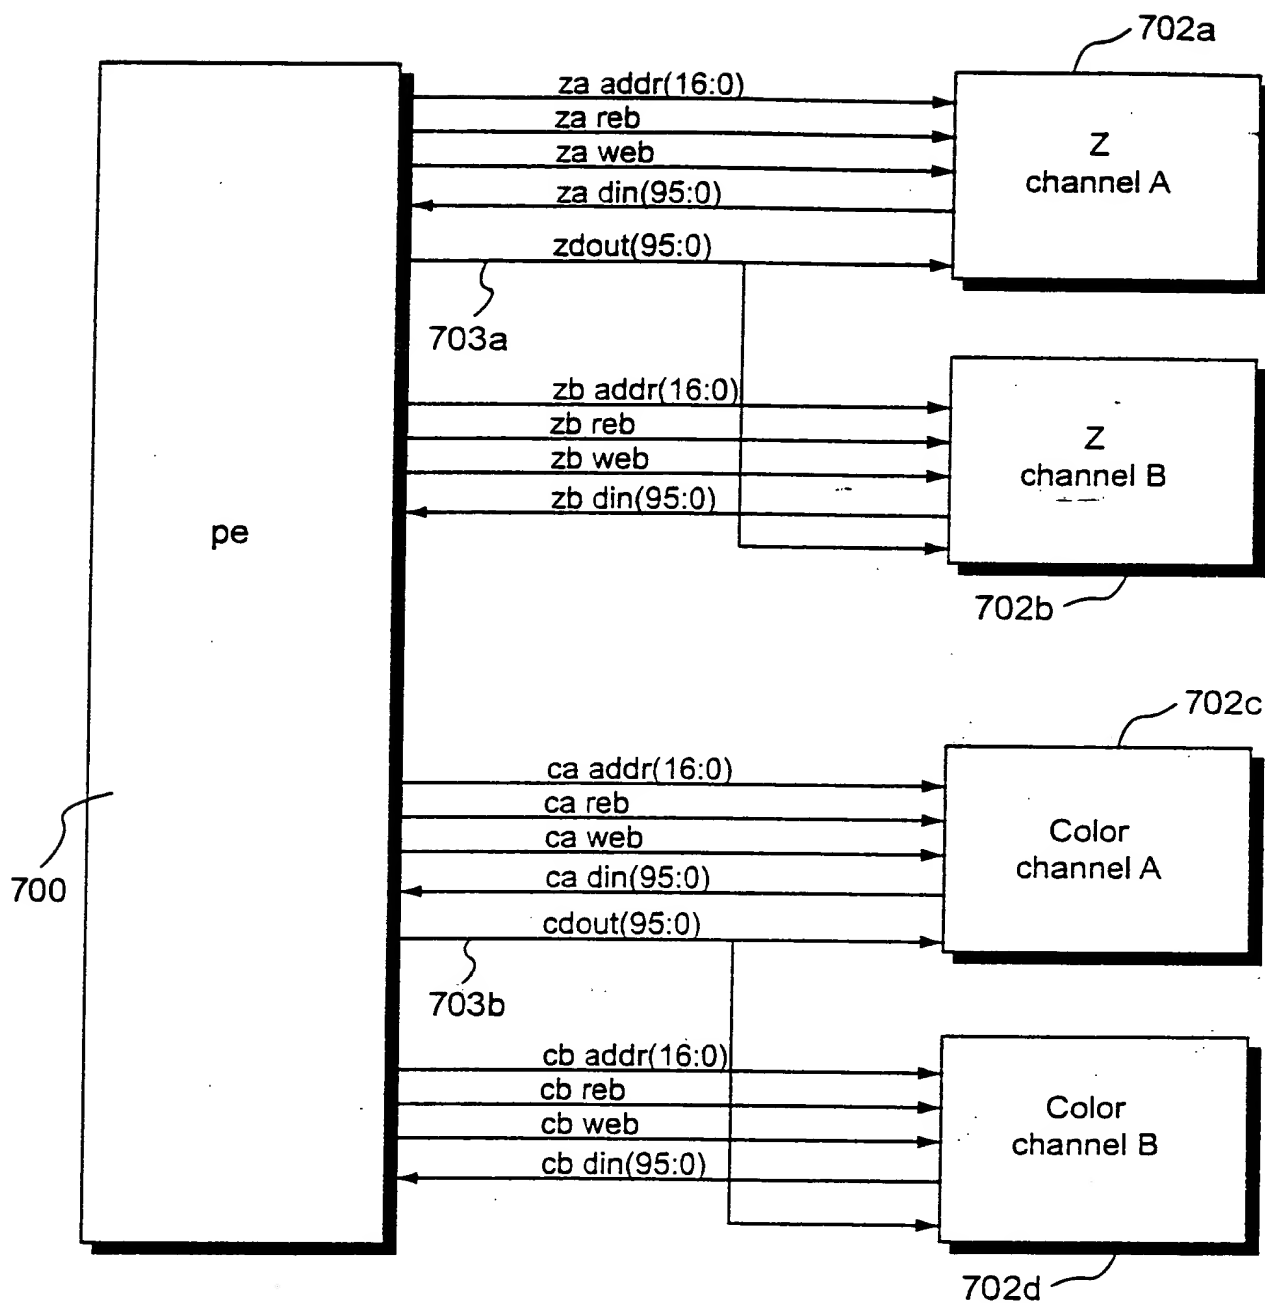 702a
za addr(16:0)
za reb
za web
za din(95:0)
zdout(95:0)
Z
channel A
703a
zb addr(16:0)
zb reb
zb web
zb din(95:0)
Z
channel B
pe
702b
702c
ca addr(16:0)
ca reb
ca web
ca din(95:0)
cdout(95:0)
Color
channel A
700
703b
cb addr(16:0)
cb reb
cb web
cb din(95:0)
Color
channel B
702d